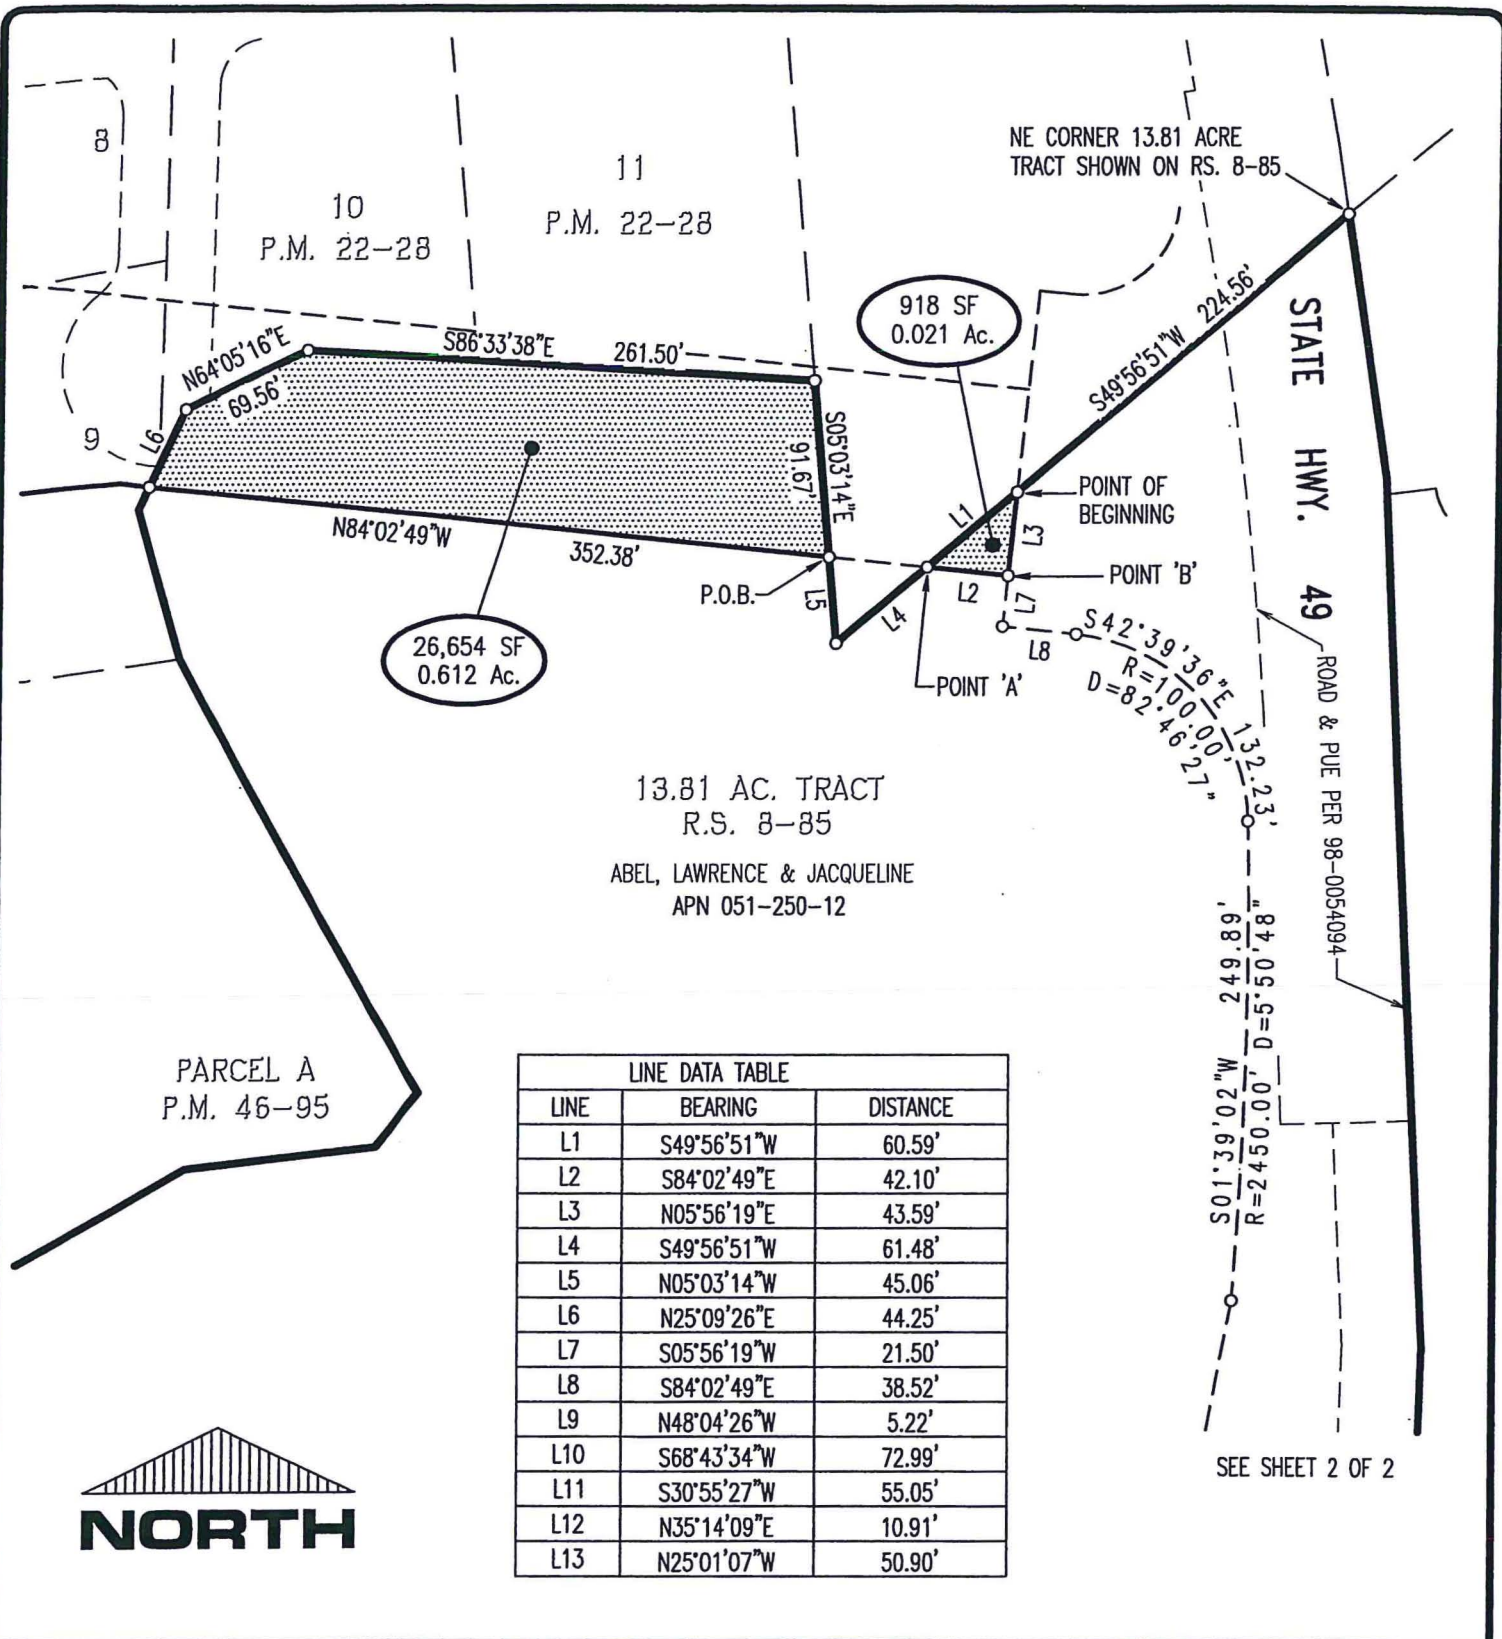 8
10
P.M. 22-28
11
P.M. 22-28
NE CORNER 13.81 ACRE
TRACT SHOWN ON RS. 8-85
918 SF
0.021 Ac.
S49°56'51"W 224.56'
STATE HWY. 49
N64°05'16"E
69.56'
S86°33'38"E 261.50'
9
L6
S05°03'14"E
91.67
L1
POINT OF
BEGINNING
L3
N84°02'49"W 352.38'
P.O.B.
L5
L4
L2
L7
POINT 'B'
L8
POINT 'A'
26,654 SF
0.612 Ac.
S42°39'36"E 132.23'
R=100.00'
D=82°46'27"
ROAD & PUE PER 98-0054094
13.81 AC. TRACT
R.S. 8-85
ABEL, LAWRENCE & JACQUELINE
APN 051-250-12
S01°39'02"W 249.89'
R=2450.00' D=5°50'48"
PARCEL A
P.M. 46-95
LINE DATA TABLE
LINE BEARING DISTANCE
L1 S49°56'51"W 60.59'
L2 S84°02'49"E 42.10'
L3 N05°56'19"E 43.59'
L4 S49°56'51"W 61.48'
L5 N05°03'14"W 45.06'
L6 N25°09'26"E 44.25'
L7 S05°56'19"W 21.50'
L8 S84°02'49"E 38.52'
L9 N48°04'26"W 5.22'
L10 S68°43'34"W 72.99'
L11 S30°55'27"W 55.05'
L12 N35°14'09"E 10.91'
L13 N25°01'07"W 50.90'
SEE SHEET 2 OF 2
NORTH